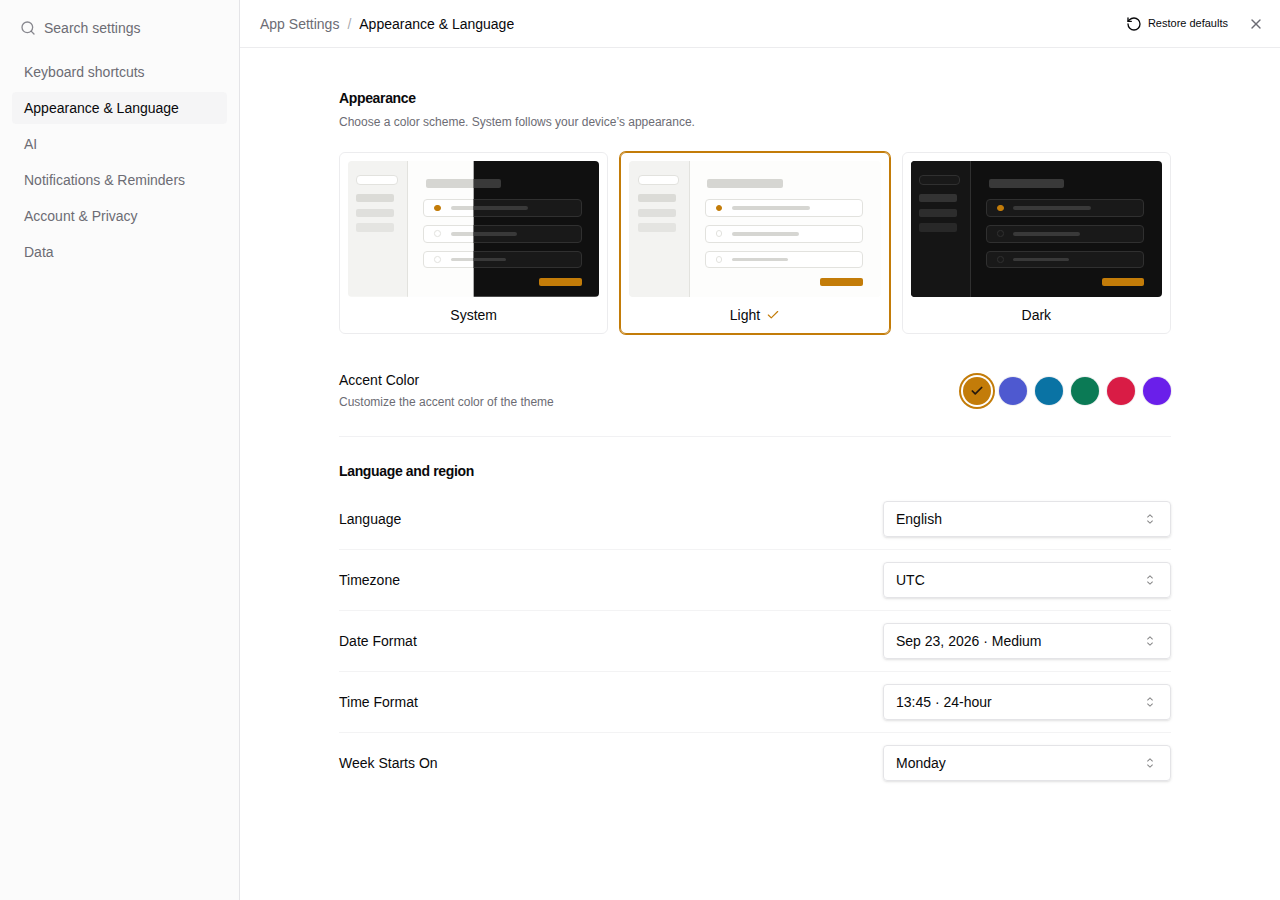 Search settings
Keyboard shortcuts
Appearance & Language
AI
Notifications & Reminders
Account & Privacy
Data
App Settings / Appearance & Language
Restore defaults
Appearance
Choose a color scheme. System follows your device’s appearance.
System
Light
Dark
Accent Color
Customize the accent color of the theme
Language and region
Language
English
Timezone
UTC
Date Format
Sep 23, 2026 · Medium
Time Format
13:45 · 24-hour
Week Starts On
Monday